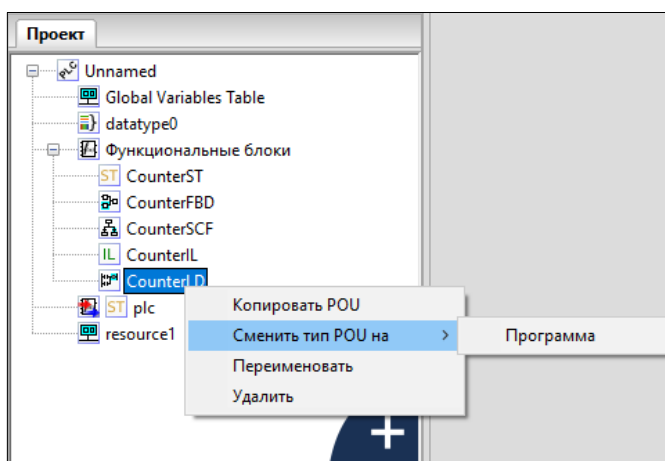 Проект
Unnamed
Global Variables Table
datatype0
Функциональные блоки
ST CounterST
CounterFBD
CounterSCF
IL CounterIL
CounterLD
ST plc
resource1
Копировать POU
Сменить тип POU на
Программа
Переименовать
Удалить